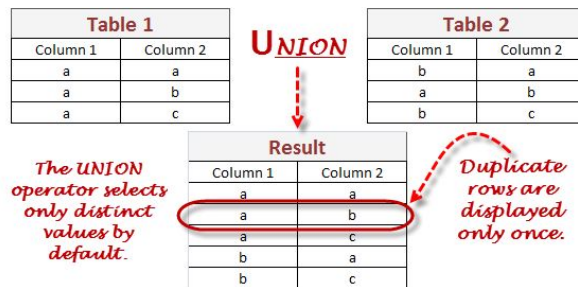 Table 1
Column 1 Column 2
a a
a b
a c
UNION
Table 2
Column 1 Column 2
b a
a b
b c
The UNION
operator selects
only distinct
values by
default.
Result
Column 1 Column 2
a a
a b
a c
b a
b c
Duplicate
rows are
displayed
only once.